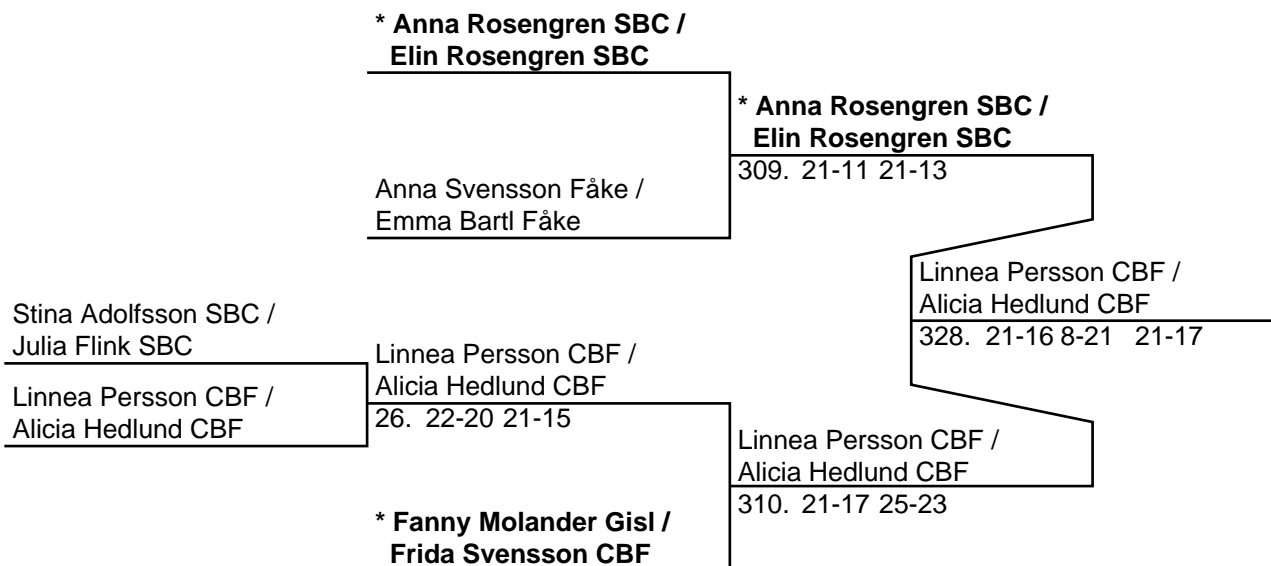 * Anna Rosengren SBC /
Elin Rosengren SBC
* Anna Rosengren SBC /
Elin Rosengren SBC
309. 21-11 21-13
Anna Svensson Fåke /
Emma Bartl Fåke
Linnea Persson CBF /
Alicia Hedlund CBF
328. 21-16 8-21 21-17
Stina Adolfsson SBC /
Julia Flink SBC
Linnea Persson CBF /
Alicia Hedlund CBF
26. 22-20 21-15
Linnea Persson CBF /
Alicia Hedlund CBF
Linnea Persson CBF /
Alicia Hedlund CBF
310. 21-17 25-23
* Fanny Molander Gisl /
Frida Svensson CBF